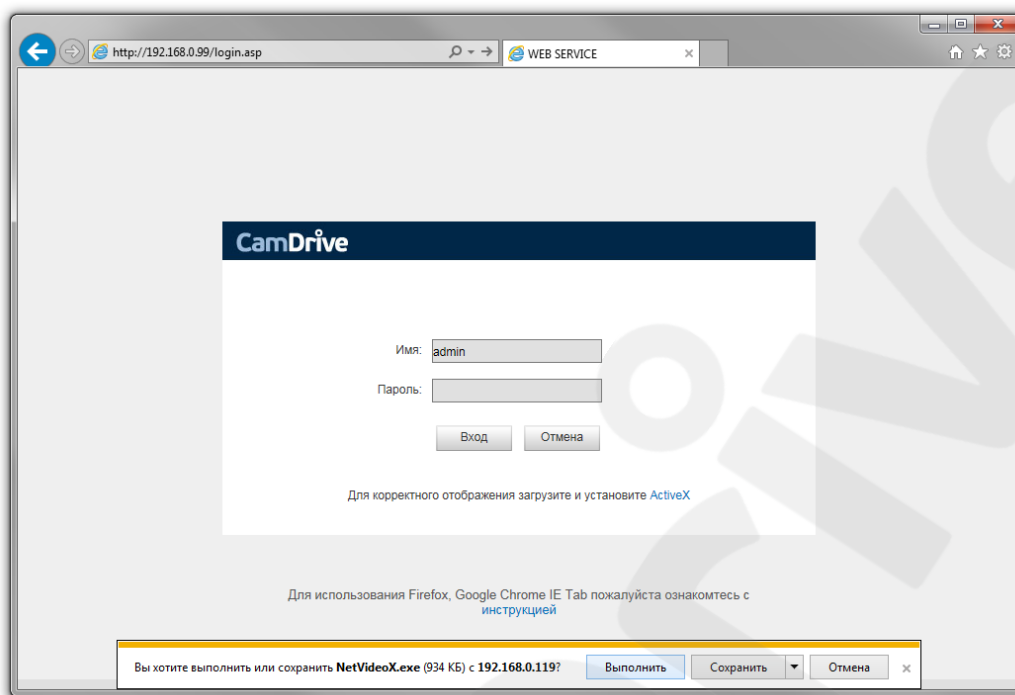 http://192.168.0.99/login.asp
WEB SERVICE
CamDrive
Имя: admin
Пароль:
Вход Отмена
Для корректного отображения загрузите и установите ActiveX
Для использования Firefox, Google Chrome IE Tab пожалуйста ознакомтесь с
инструкцией
Вы хотите выполнить или сохранить NetVideoX.exe (934 КБ) с 192.168.0.119? Выполнить Сохранить Отмена